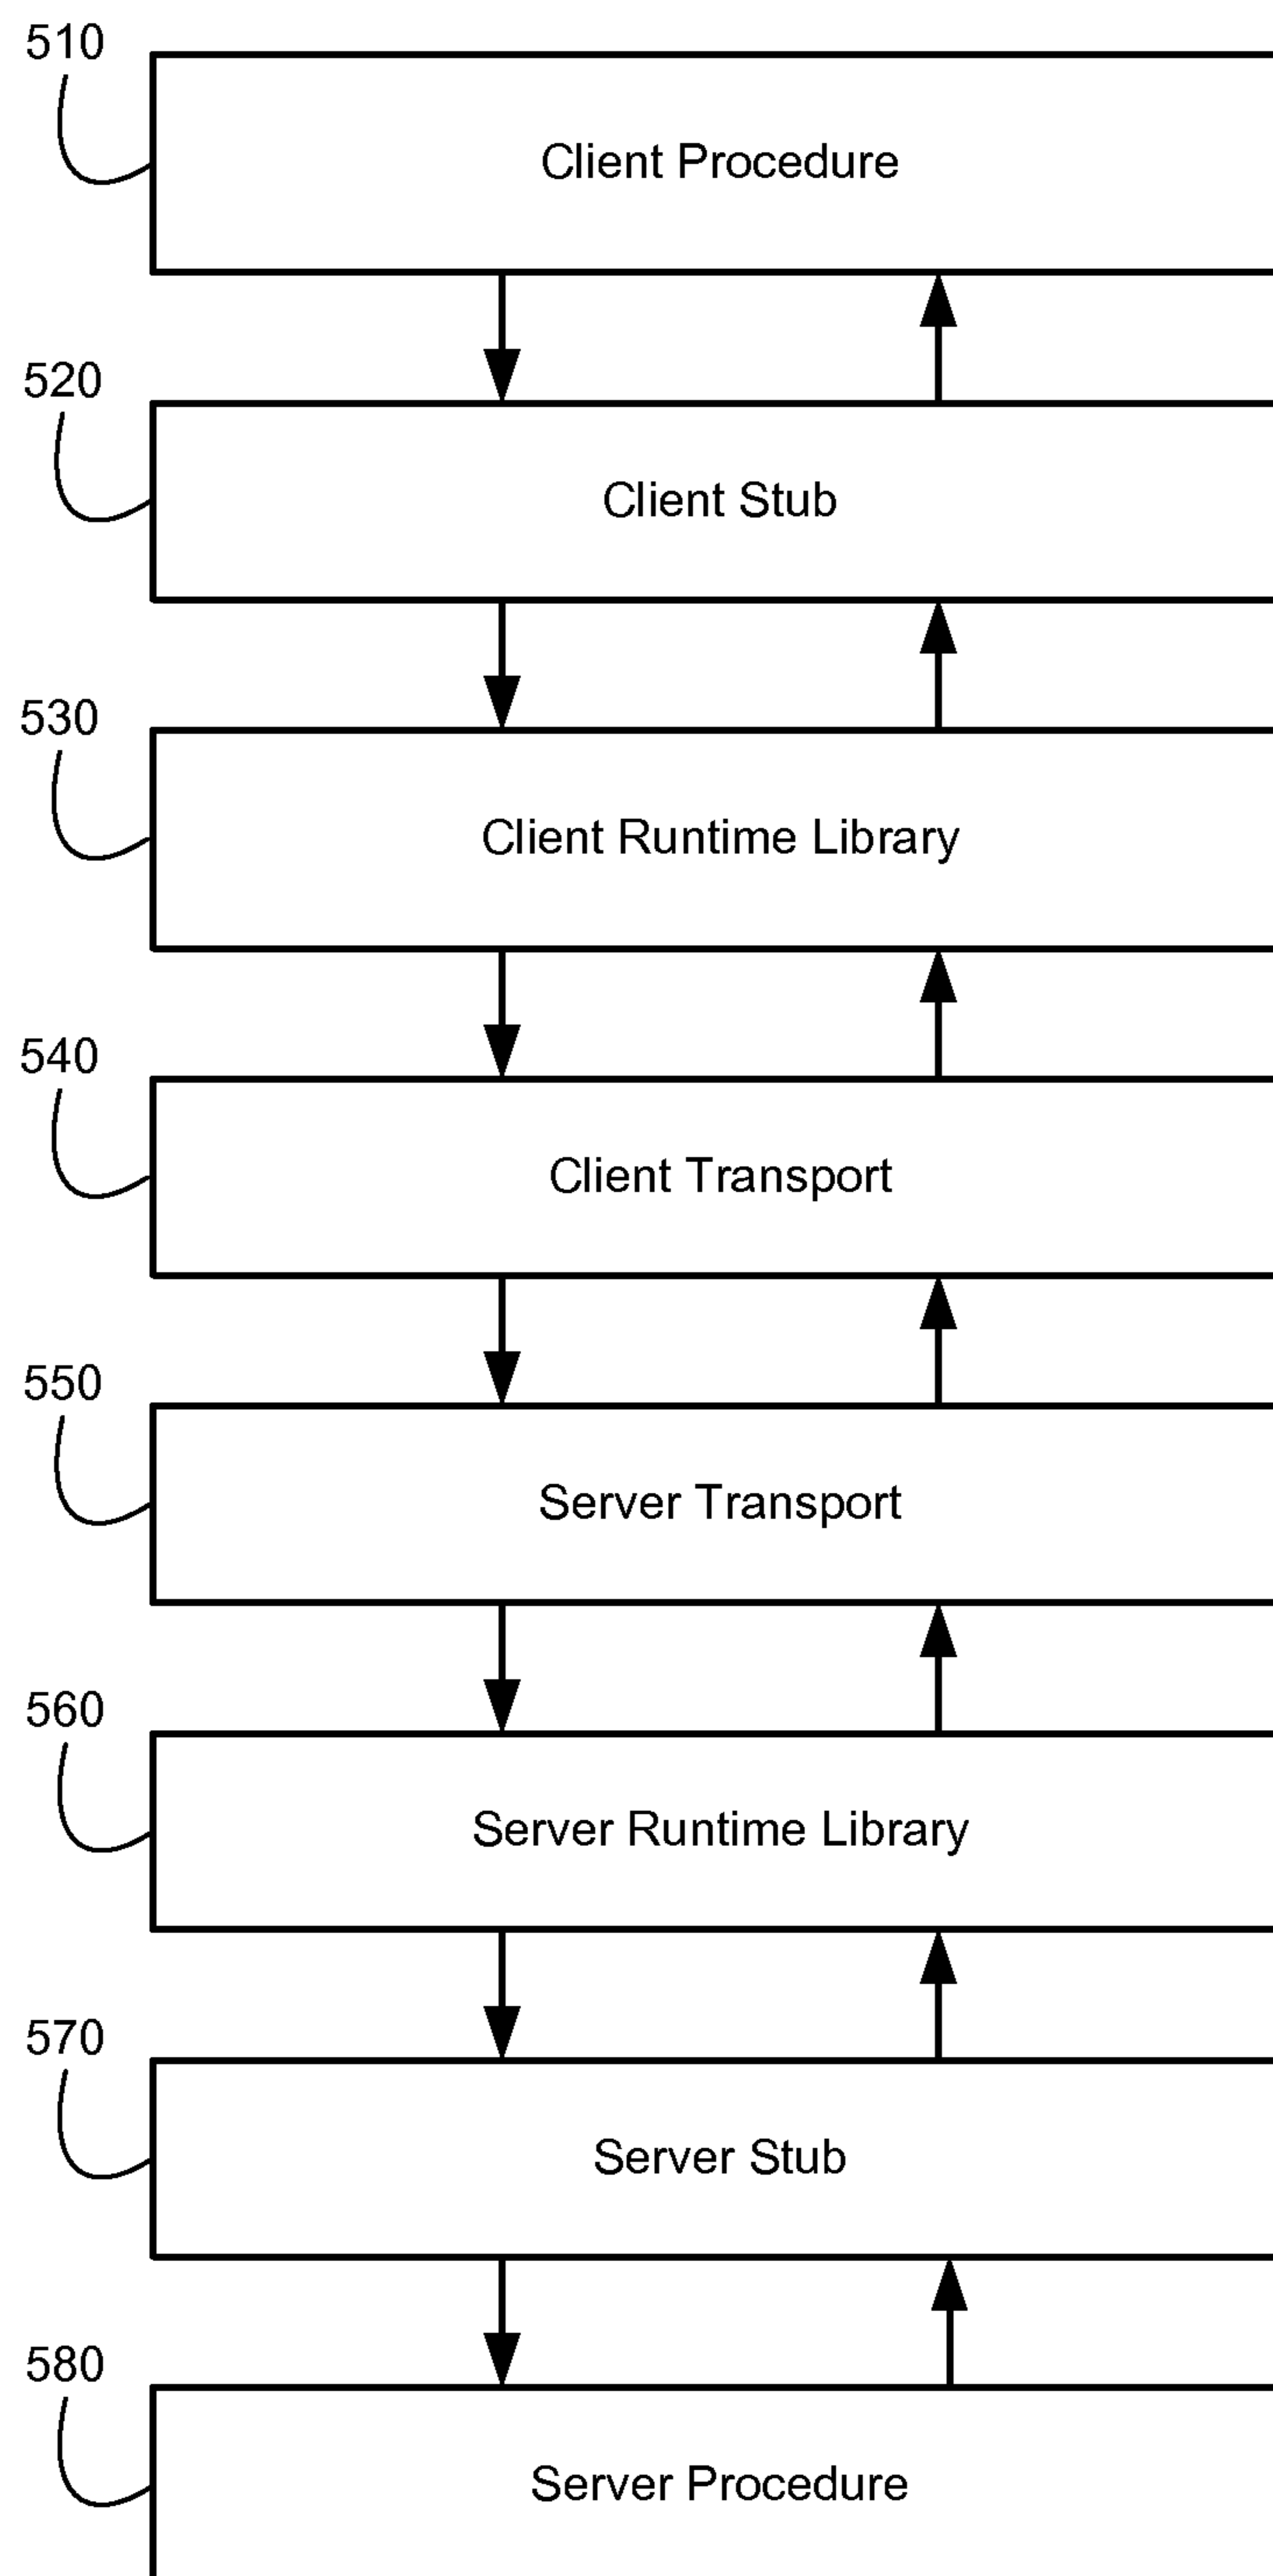 510
Client Procedure
520
Client Stub
530
Client Runtime Library
540
Client Transport
550
Server Transport
560
Server Runtime Library
570
Server Stub
580
Server Procedure